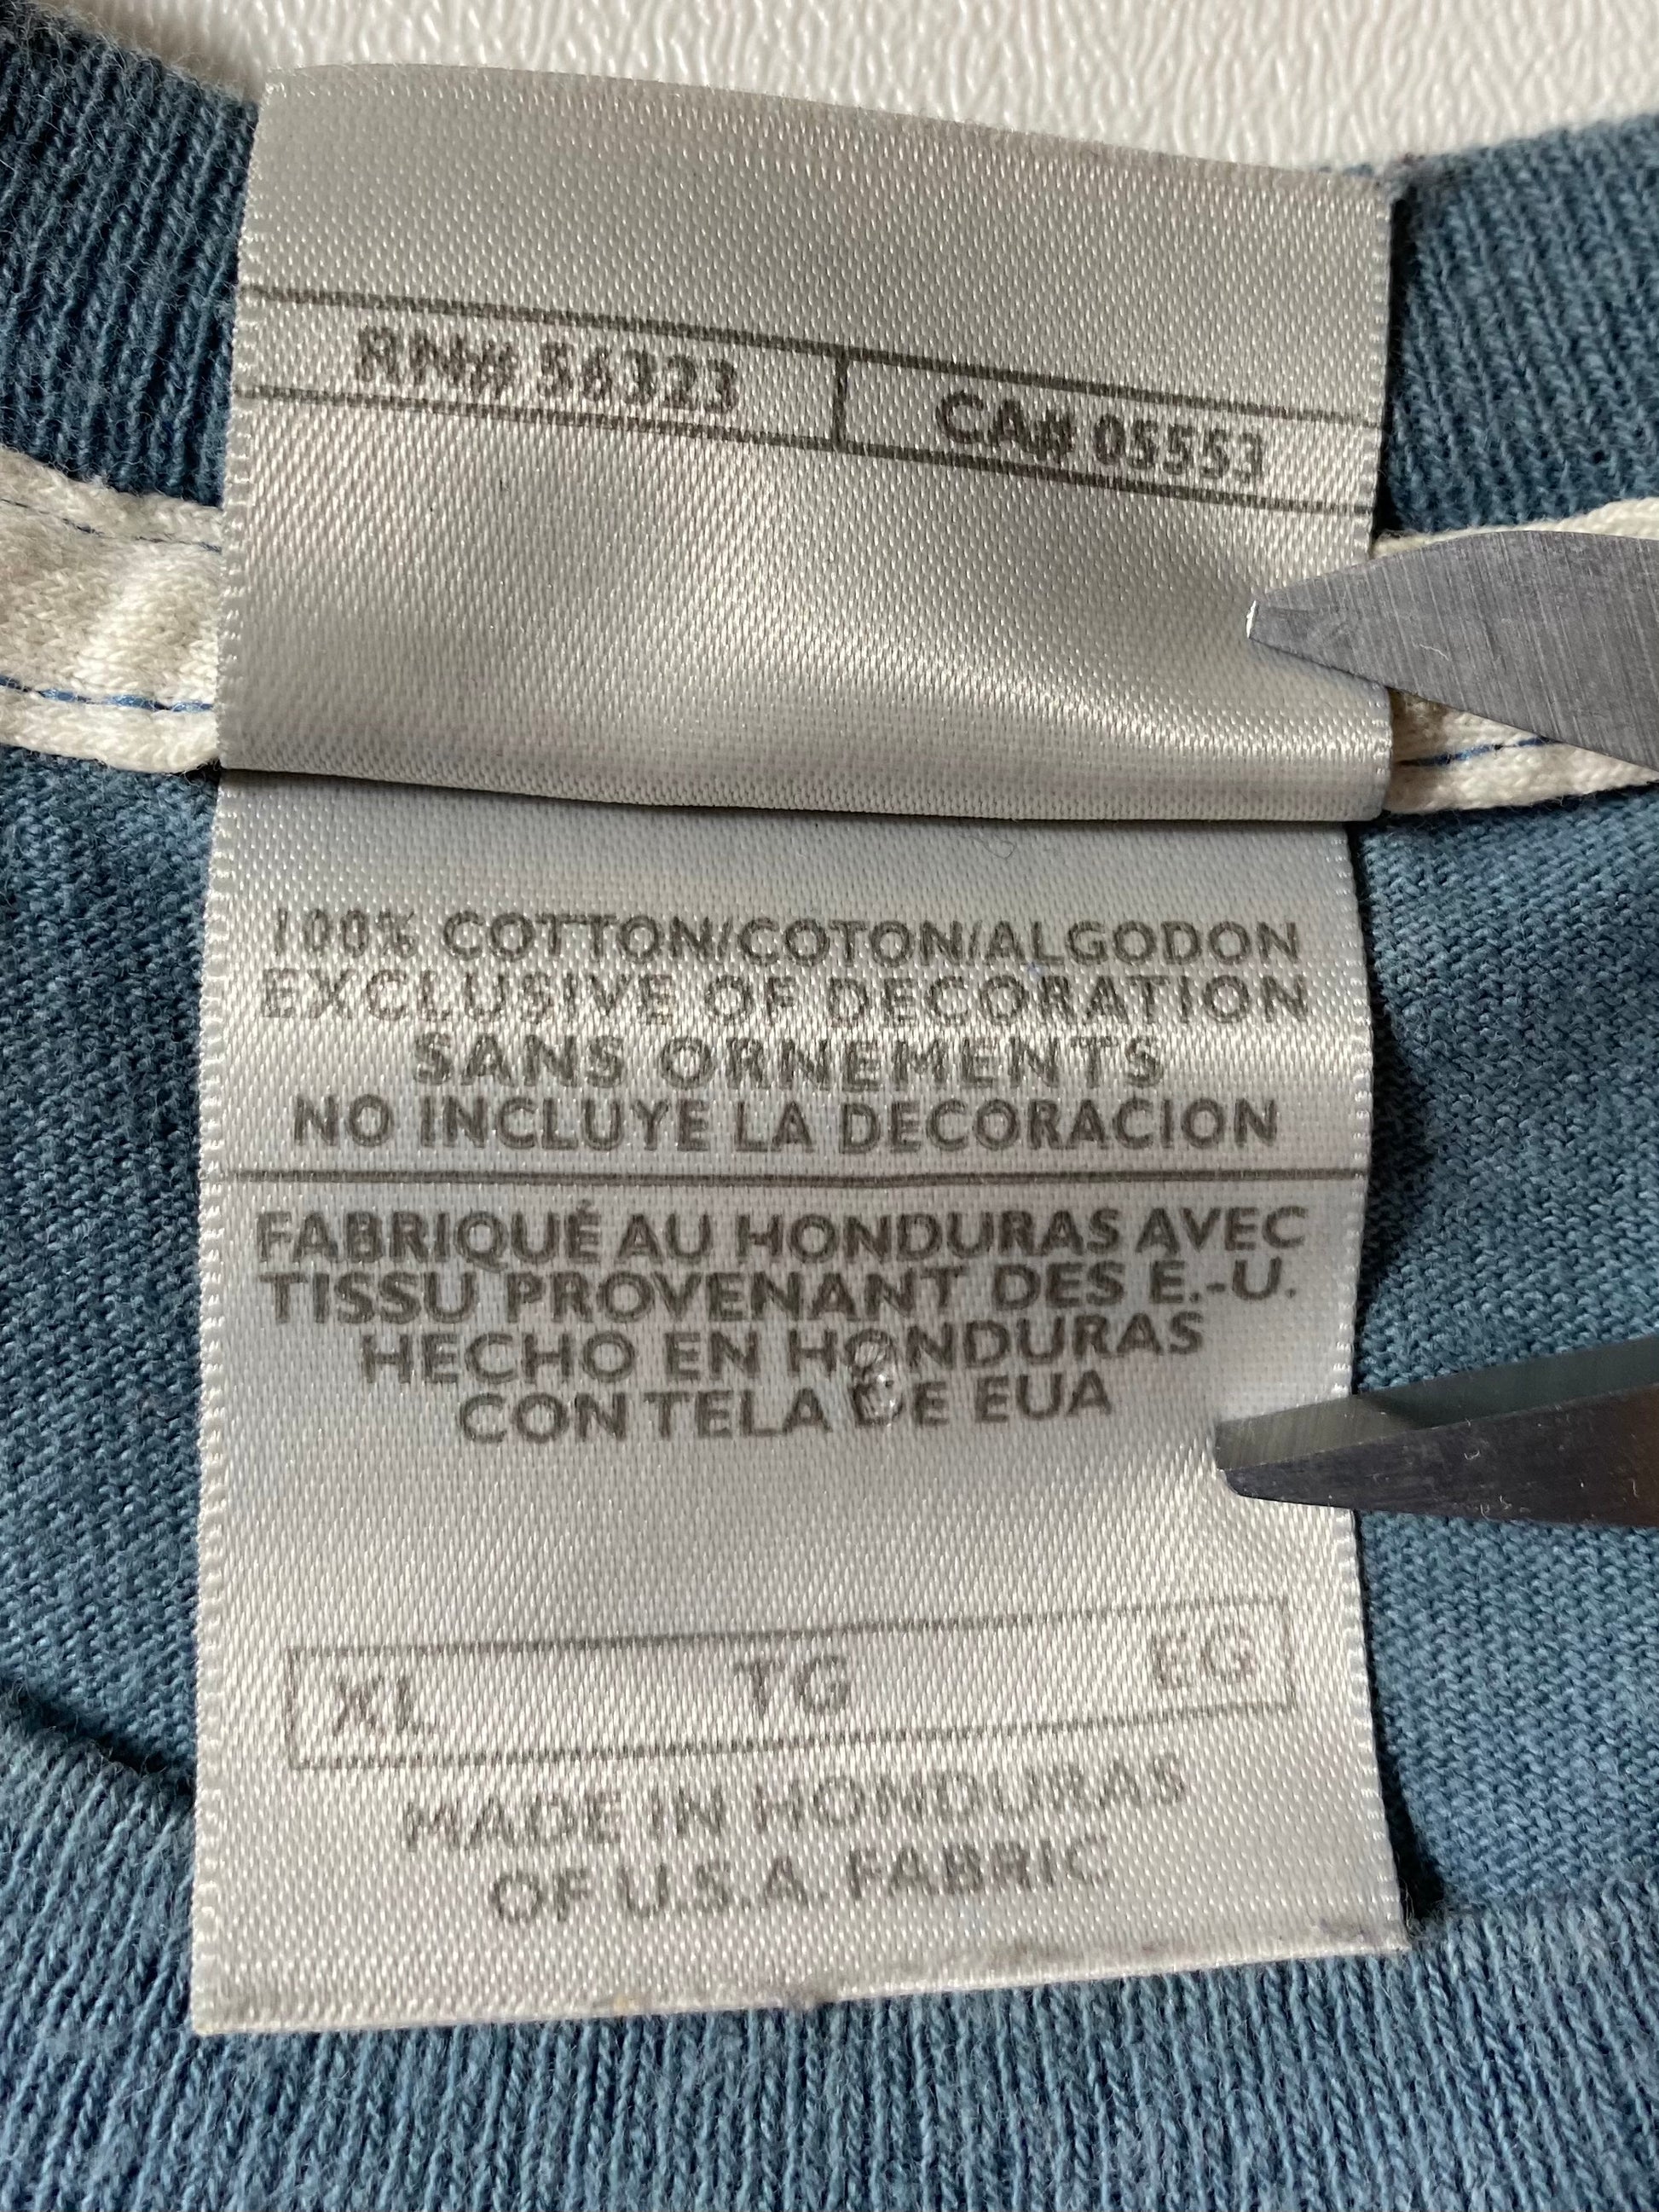 RN# 56323 CA# 05553
100% COTTON/COTON/ALGODON
EXCLUSIVE OF DECORATION
SANS ORNEMENTS
NO INCLUYE LA DECORACION
FABRIQUÉ AU HONDURAS AVEC
TISSU PROVENANT DES E.-U.
HECHO EN HONDURAS
CON TELA DE EUA
XL TG EG
MADE IN HONDURAS
OF U.S.A. FABRIC